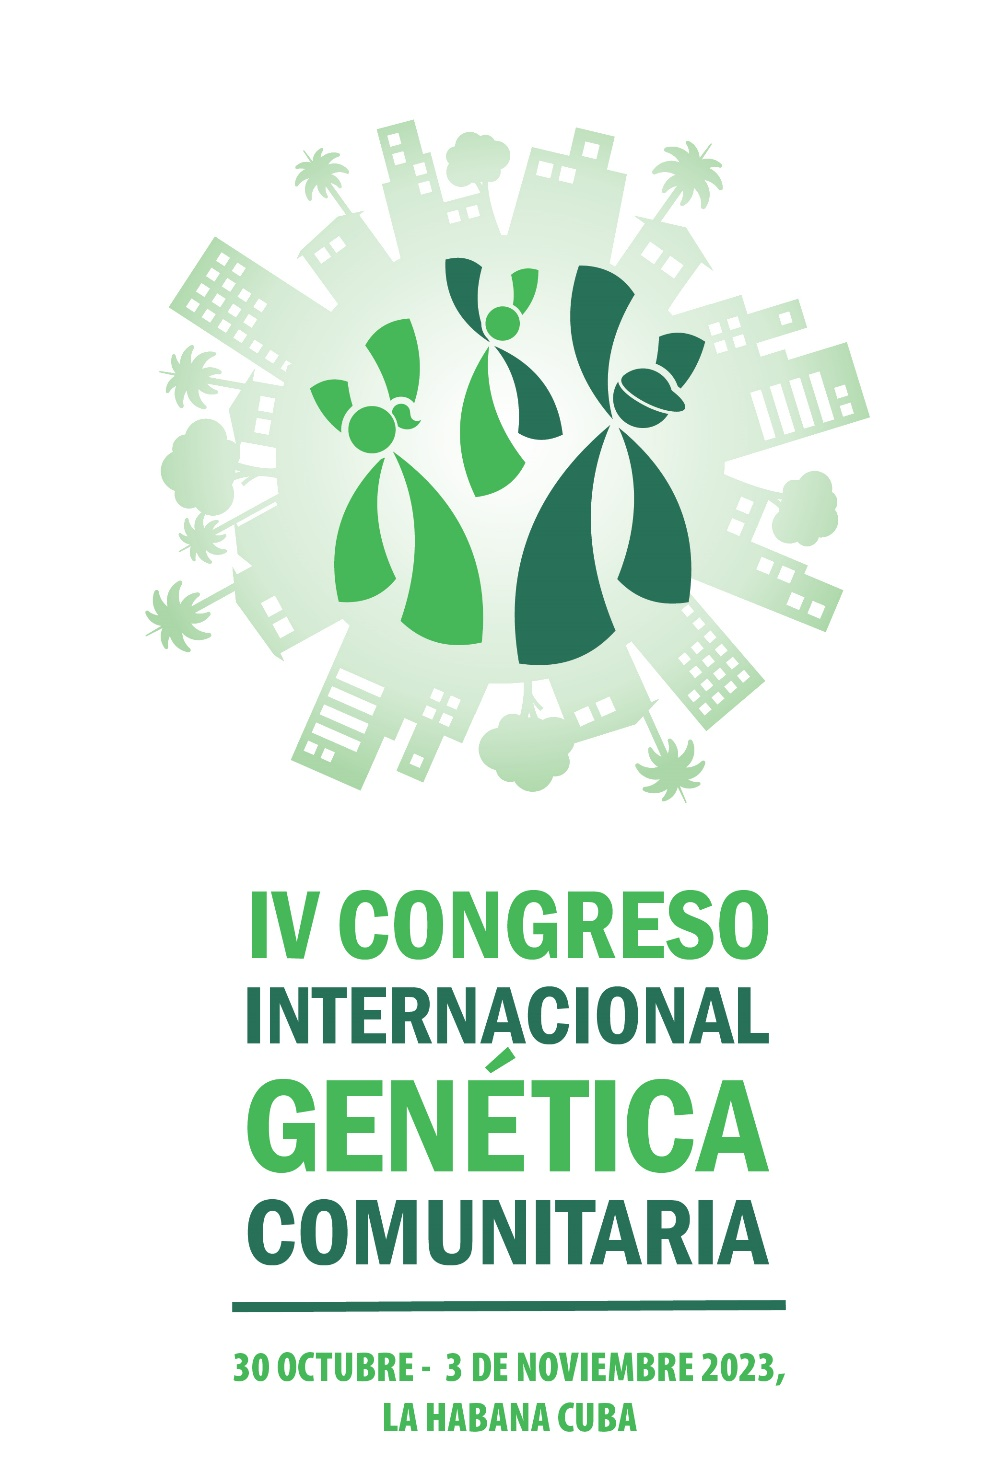 IV CONGRESO
INTERNACIONAL
GENÉTICA
COMUNITARIA
30 OCTUBRE - 3 DE NOVIEMBRE 2023,
LA HABANA CUBA